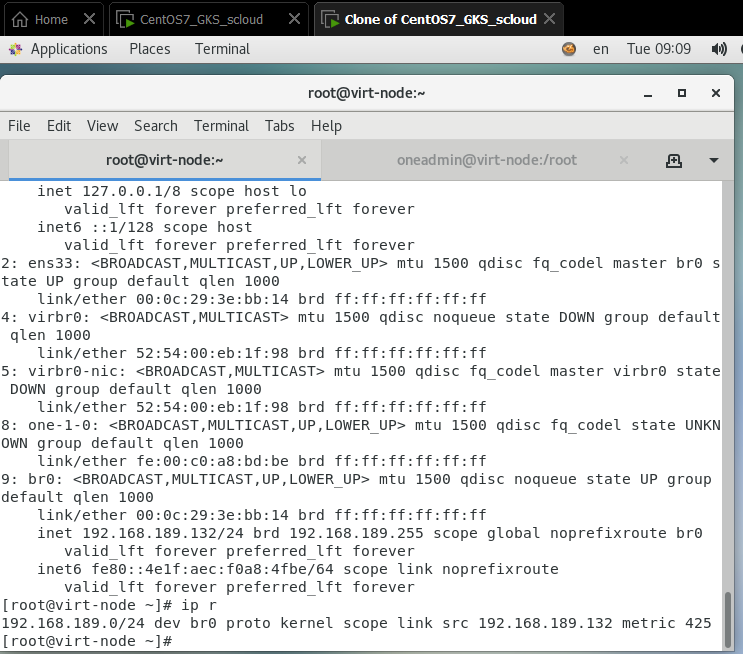 Home CentOS7_GKS_scloud Clone of CentOS7_GKS_scloud
Applications Places Terminal en Tue 09:09
root@virt-node:~
File Edit View Search Terminal Tabs Help
root@virt-node:~ oneadmin@virt-node:/root
inet 127.0.0.1/8 scope host lo
valid_lft forever preferred_lft forever
inet6 ::1/128 scope host
valid_lft forever preferred_lft forever
2: ens33: <BROADCAST,MULTICAST,UP,LOWER_UP> mtu 1500 qdisc fq_codel master br0 s
tate UP group default qlen 1000
link/ether 00:0c:29:3e:bb:14 brd ff:ff:ff:ff:ff:ff
4: virbr0: <BROADCAST,MULTICAST> mtu 1500 qdisc noqueue state DOWN group default
qlen 1000
link/ether 52:54:00:eb:1f:98 brd ff:ff:ff:ff:ff:ff
5: virbr0-nic: <BROADCAST,MULTICAST> mtu 1500 qdisc fq_codel master virbr0 state
DOWN group default qlen 1000
link/ether 52:54:00:eb:1f:98 brd ff:ff:ff:ff:ff:ff
8: one-1-0: <BROADCAST,MULTICAST,UP,LOWER_UP> mtu 1500 qdisc fq_codel state UNKN
OWN group default qlen 1000
link/ether fe:00:c0:a8:bd:be brd ff:ff:ff:ff:ff:ff
9: br0: <BROADCAST,MULTICAST,UP,LOWER_UP> mtu 1500 qdisc noqueue state UP group
default qlen 1000
link/ether 00:0c:29:3e:bb:14 brd ff:ff:ff:ff:ff:ff
inet 192.168.189.132/24 brd 192.168.189.255 scope global noprefixroute br0
valid_lft forever preferred_lft forever
inet6 fe80::4e1f:aec:f0a8:4fbe/64 scope link noprefixroute
valid_lft forever preferred_lft forever
[root@virt-node ~]# ip r
192.168.189.0/24 dev br0 proto kernel scope link src 192.168.189.132 metric 425
[root@virt-node ~]#